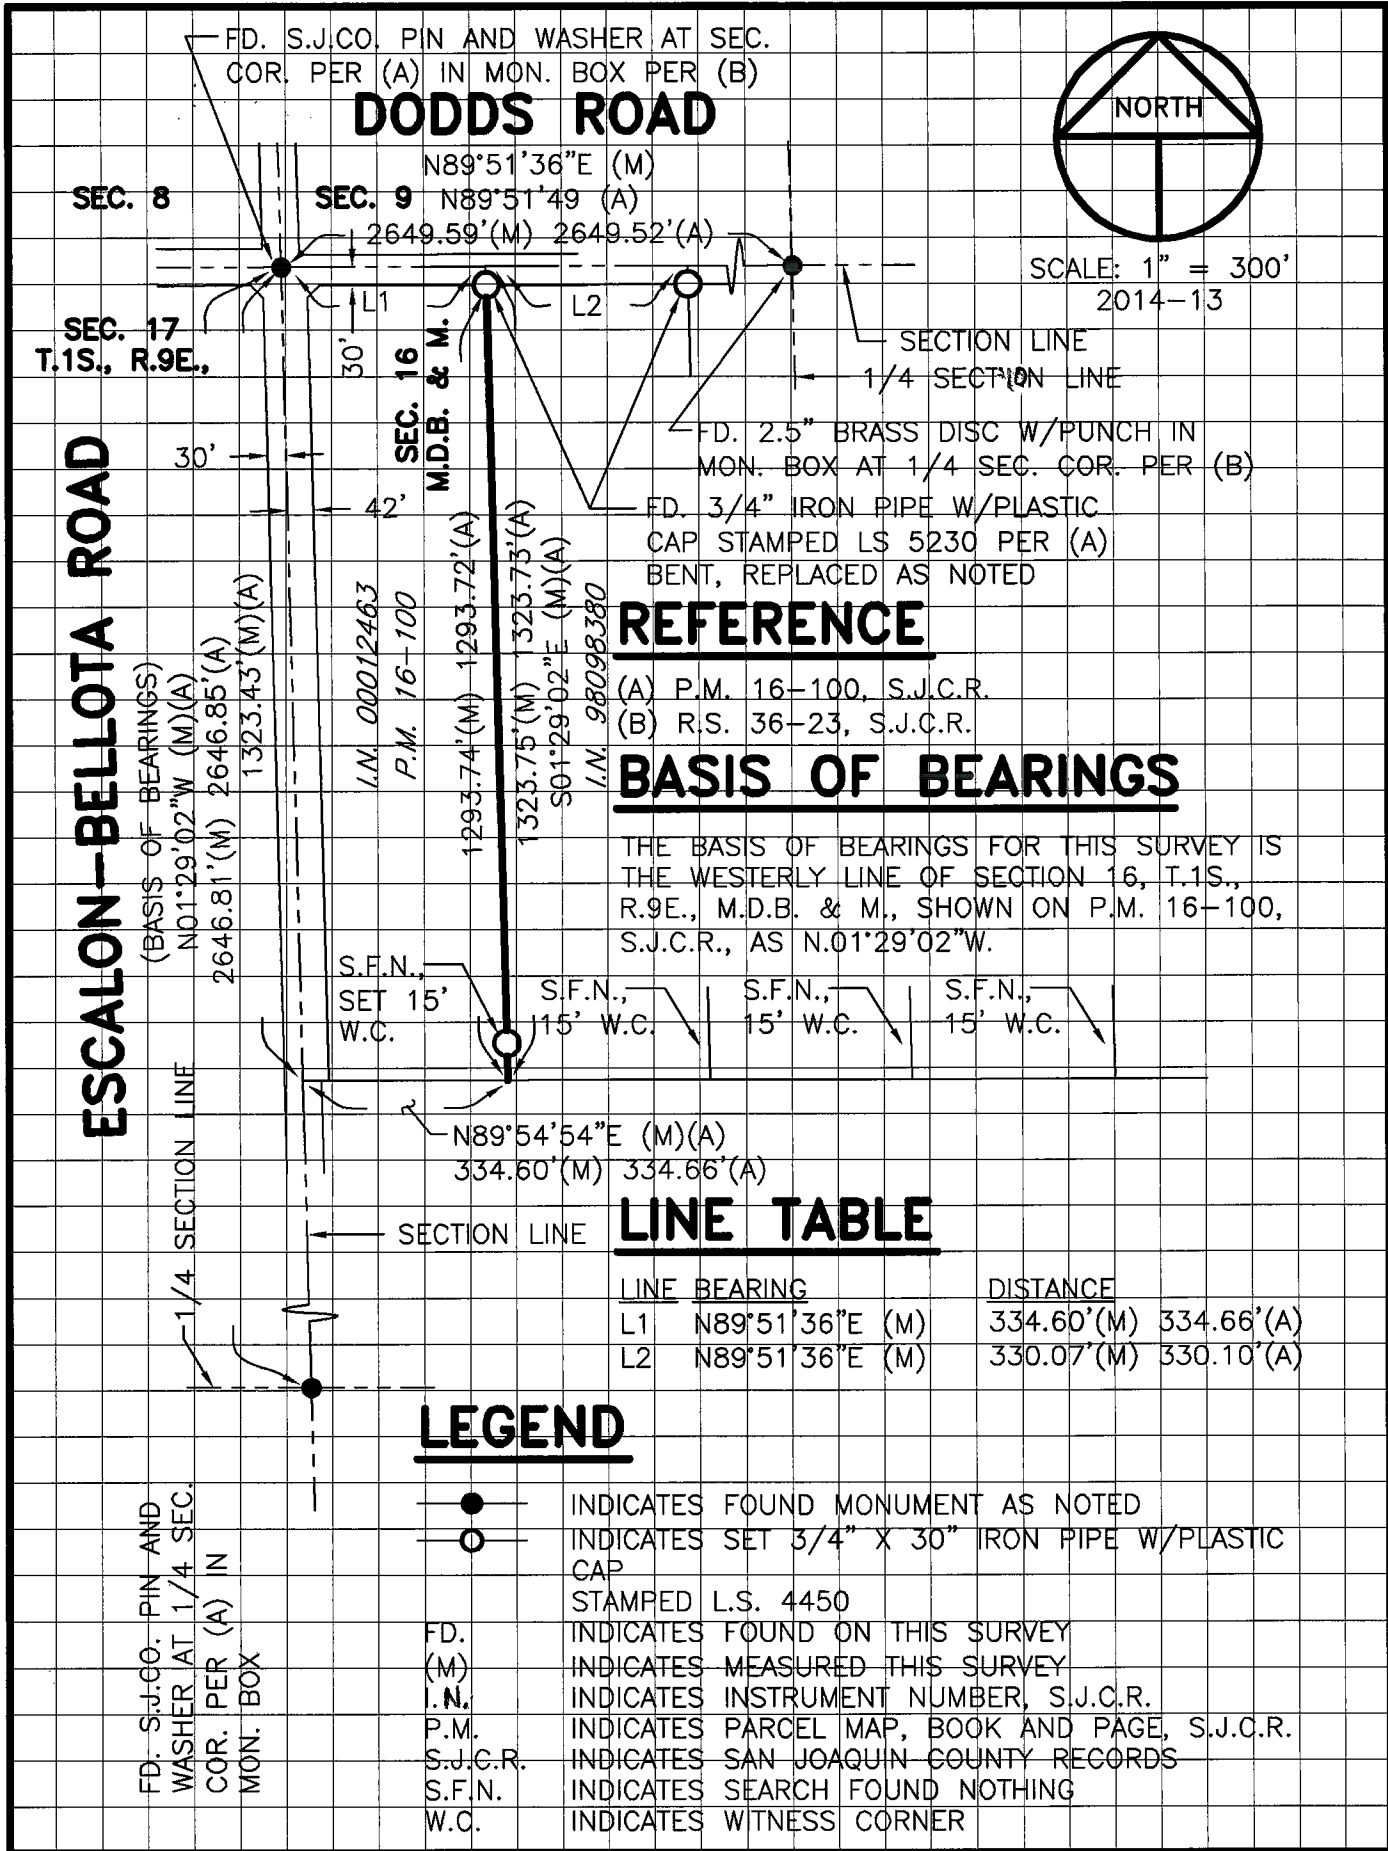 FD. S.J.CO. PIN AND WASHER AT SEC.
COR. PER (A) IN MON. BOX PER (B)
DODDS ROAD
NORTH
N89°51'36"E (M)
SEC. 8
SEC. 9
N89°51'49 (A)
2649.59'(M) 2649.52'(A)
SCALE: 1" = 300'
2014-13
L1
L2
SEC. 17
T.1S., R.9E.,
30'
SEC. 16
M.D.B. & M.
SECTION LINE
1/4 SECTION LINE
FD. 2.5" BRASS DISC W/PUNCH IN
MON. BOX AT 1/4 SEC. COR. PER (B)
30'
42'
FD. 3/4" IRON PIPE W/PLASTIC
CAP STAMPED LS 5230 PER (A)
BENT, REPLACED AS NOTED
ESCALON-BELLOTA ROAD
(BASIS OF BEARINGS)
N01°29'02"W (M)(A)
2646.81'(M) 2646.85'(A)
1323.43'(M)(A)
I.N. 00012463
P.M. 16-100
1293.74'(M) 1293.72'(A)
1323.75'(M) 1323.73'(A)
S01°29'02"E (M)(A)
I.N. 98098380
REFERENCE
(A) P.M. 16-100, S.J.C.R.
(B) R.S. 36-23, S.J.C.R.
BASIS OF BEARINGS
THE BASIS OF BEARINGS FOR THIS SURVEY IS
THE WESTERLY LINE OF SECTION 16, T.1S.,
R.9E., M.D.B. & M., SHOWN ON P.M. 16-100,
S.J.C.R., AS N.01°29'02"W.
S.F.N.,
SET 15'
W.C.
S.F.N.,
15' W.C.
S.F.N.,
15' W.C.
S.F.N.,
15' W.C.
N89°54'54"E (M)(A)
334.60'(M) 334.66'(A)
1/4 SECTION LINE
SECTION LINE
LINE TABLE
LINE BEARING DISTANCE
L1 N89°51'36"E (M) 334.60'(M) 334.66'(A)
L2 N89°51'36"E (M) 330.07'(M) 330.10'(A)
FD. S.J.CO. PIN AND
WASHER AT 1/4 SEC.
COR. PER (A) IN
MON. BOX
LEGEND
INDICATES FOUND MONUMENT AS NOTED
INDICATES SET 3/4" X 30" IRON PIPE W/PLASTIC
CAP
STAMPED L.S. 4450
FD. INDICATES FOUND ON THIS SURVEY
(M) INDICATES MEASURED THIS SURVEY
I.N. INDICATES INSTRUMENT NUMBER, S.J.C.R.
P.M. INDICATES PARCEL MAP, BOOK AND PAGE, S.J.C.R.
S.J.C.R. INDICATES SAN JOAQUIN COUNTY RECORDS
S.F.N. INDICATES SEARCH FOUND NOTHING
W.C. INDICATES WITNESS CORNER